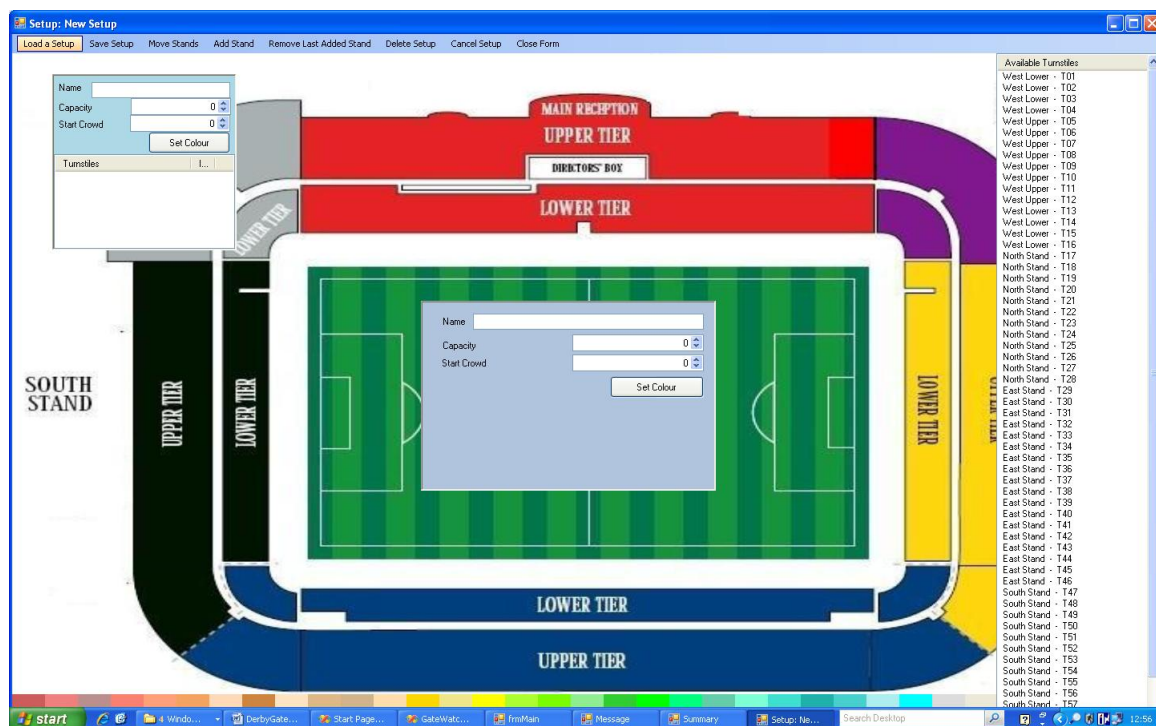 Setup: New Setup
Load a Setup Save Setup Move Stands Add Stand Remove Last Added Stand Delete Setup Cancel Setup Close Form
Name
Capacity 0
Start Crowd 0
Set Colour
Turnstiles I...
MAIN RECEPTION
UPPER TIER
DIRECTORS' BOX
LOWER TIER
LOWER TIER
Name
Capacity 0
Start Crowd 0
Set Colour
SOUTH
STAND
UPPER TIER
LOWER TIER
LOWER TIER
LOWER TIER
UPPER TIER
Available Turnstiles
West Lower - T01
West Lower - T02
West Lower - T03
West Lower - T04
West Upper - T05
West Upper - T06
West Upper - T07
West Upper - T08
West Upper - T09
West Upper - T10
West Upper - T11
West Upper - T12
West Lower - T13
West Lower - T14
West Lower - T15
West Lower - T16
North Stand - T17
North Stand - T18
North Stand - T19
North Stand - T20
North Stand - T21
North Stand - T22
North Stand - T23
North Stand - T24
North Stand - T25
North Stand - T26
North Stand - T27
North Stand - T28
East Stand - T29
East Stand - T30
East Stand - T31
East Stand - T32
East Stand - T33
East Stand - T34
East Stand - T35
East Stand - T36
East Stand - T37
East Stand - T38
East Stand - T39
East Stand - T40
East Stand - T41
East Stand - T42
East Stand - T43
East Stand - T44
East Stand - T45
East Stand - T46
South Stand - T47
South Stand - T48
South Stand - T49
South Stand - T50
South Stand - T51
South Stand - T52
South Stand - T53
South Stand - T54
South Stand - T55
South Stand - T56
South Stand - T57
start 4 Windo... DerbyGate... Start Page... GateWatc... frmMain Message Summary Setup: Ne... Search Desktop 12:56